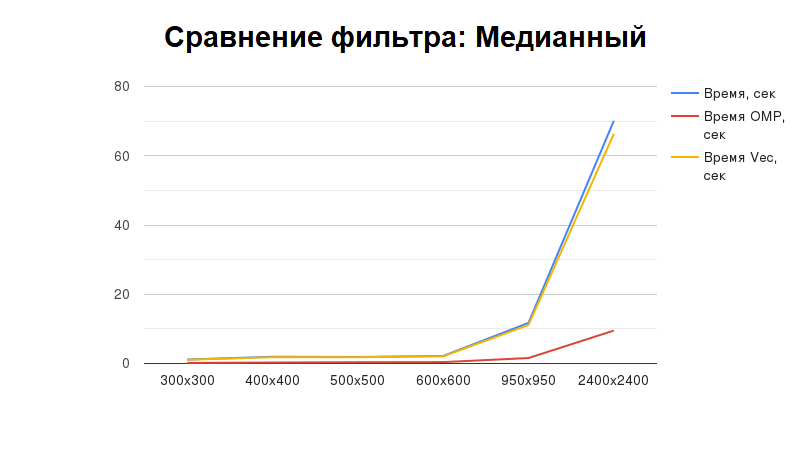 Сравнение фильтра: Медианный
80
60
40
20
0
300x300 400x400 500x500 600x600 950x950 2400x2400
Время, сек
Время OMP,
сек
Время Vec,
сек